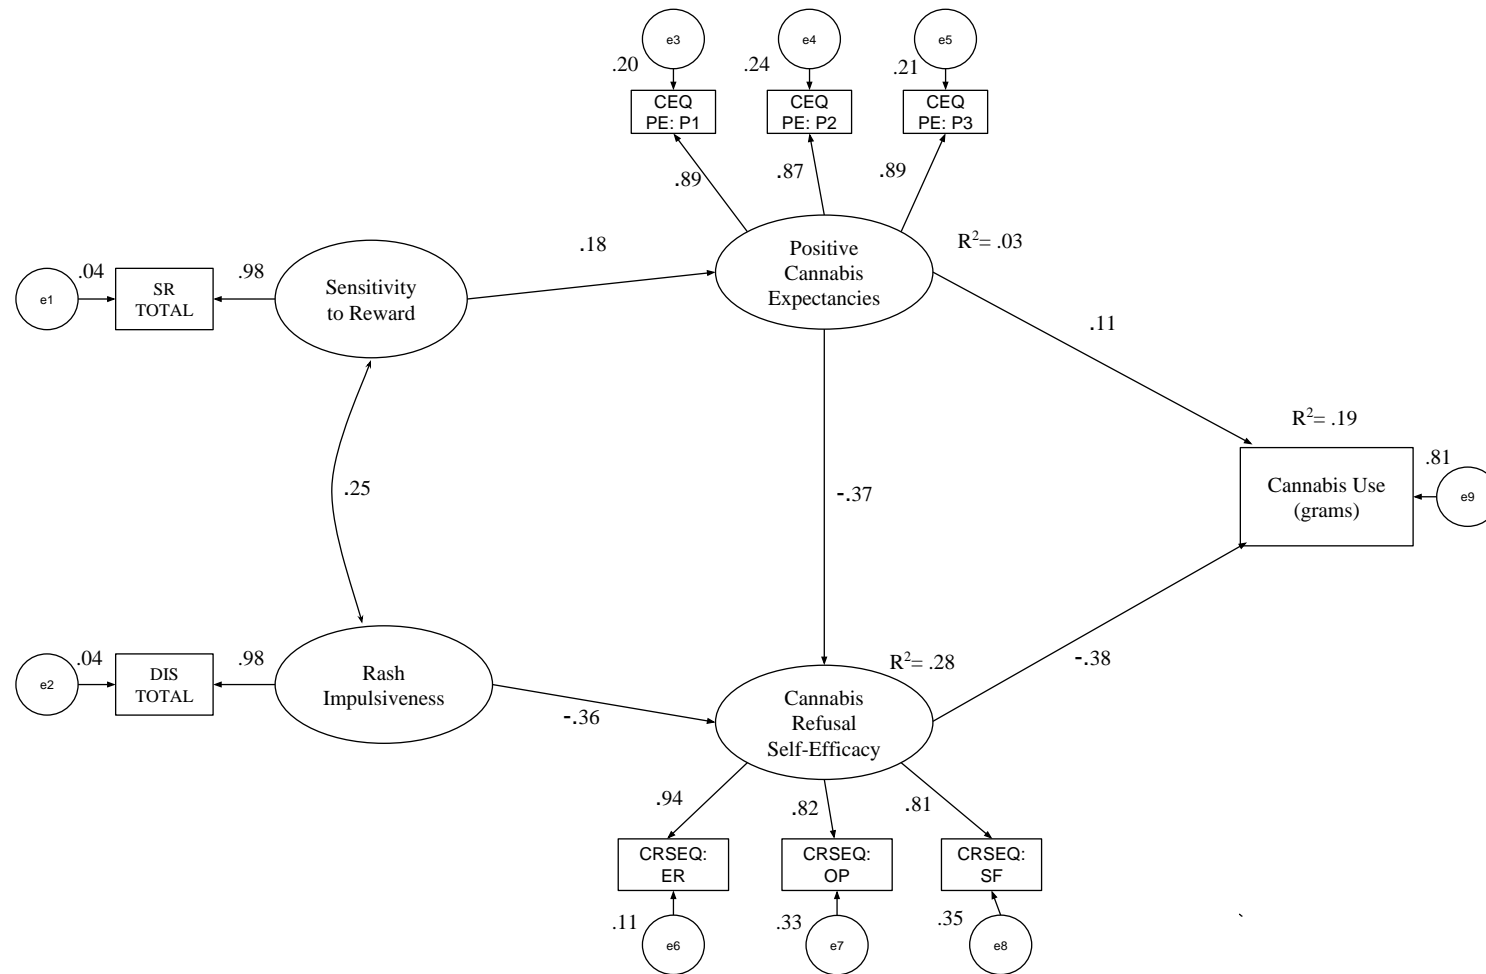 e3
e4
e5
.20
.24
.21
CEQ
PE: P1
CEQ
PE: P2
CEQ
PE: P3
.89
.87
.89
.18
Positive
Cannabis
Expectancies
R²= .03
e1
.04
SR
TOTAL
.98
Sensitivity
to Reward
.11
R²= .19
.25
-.37
Cannabis Use
(grams)
.81
e9
e2
.04
DIS
TOTAL
.98
Rash
Impulsiveness
-.36
R²= .28
Cannabis
Refusal
Self-Efficacy
-.38
.94
.82
.81
CRSEQ:
ER
CRSEQ:
OP
CRSEQ:
SF
.11
e6
.33
e7
.35
e8